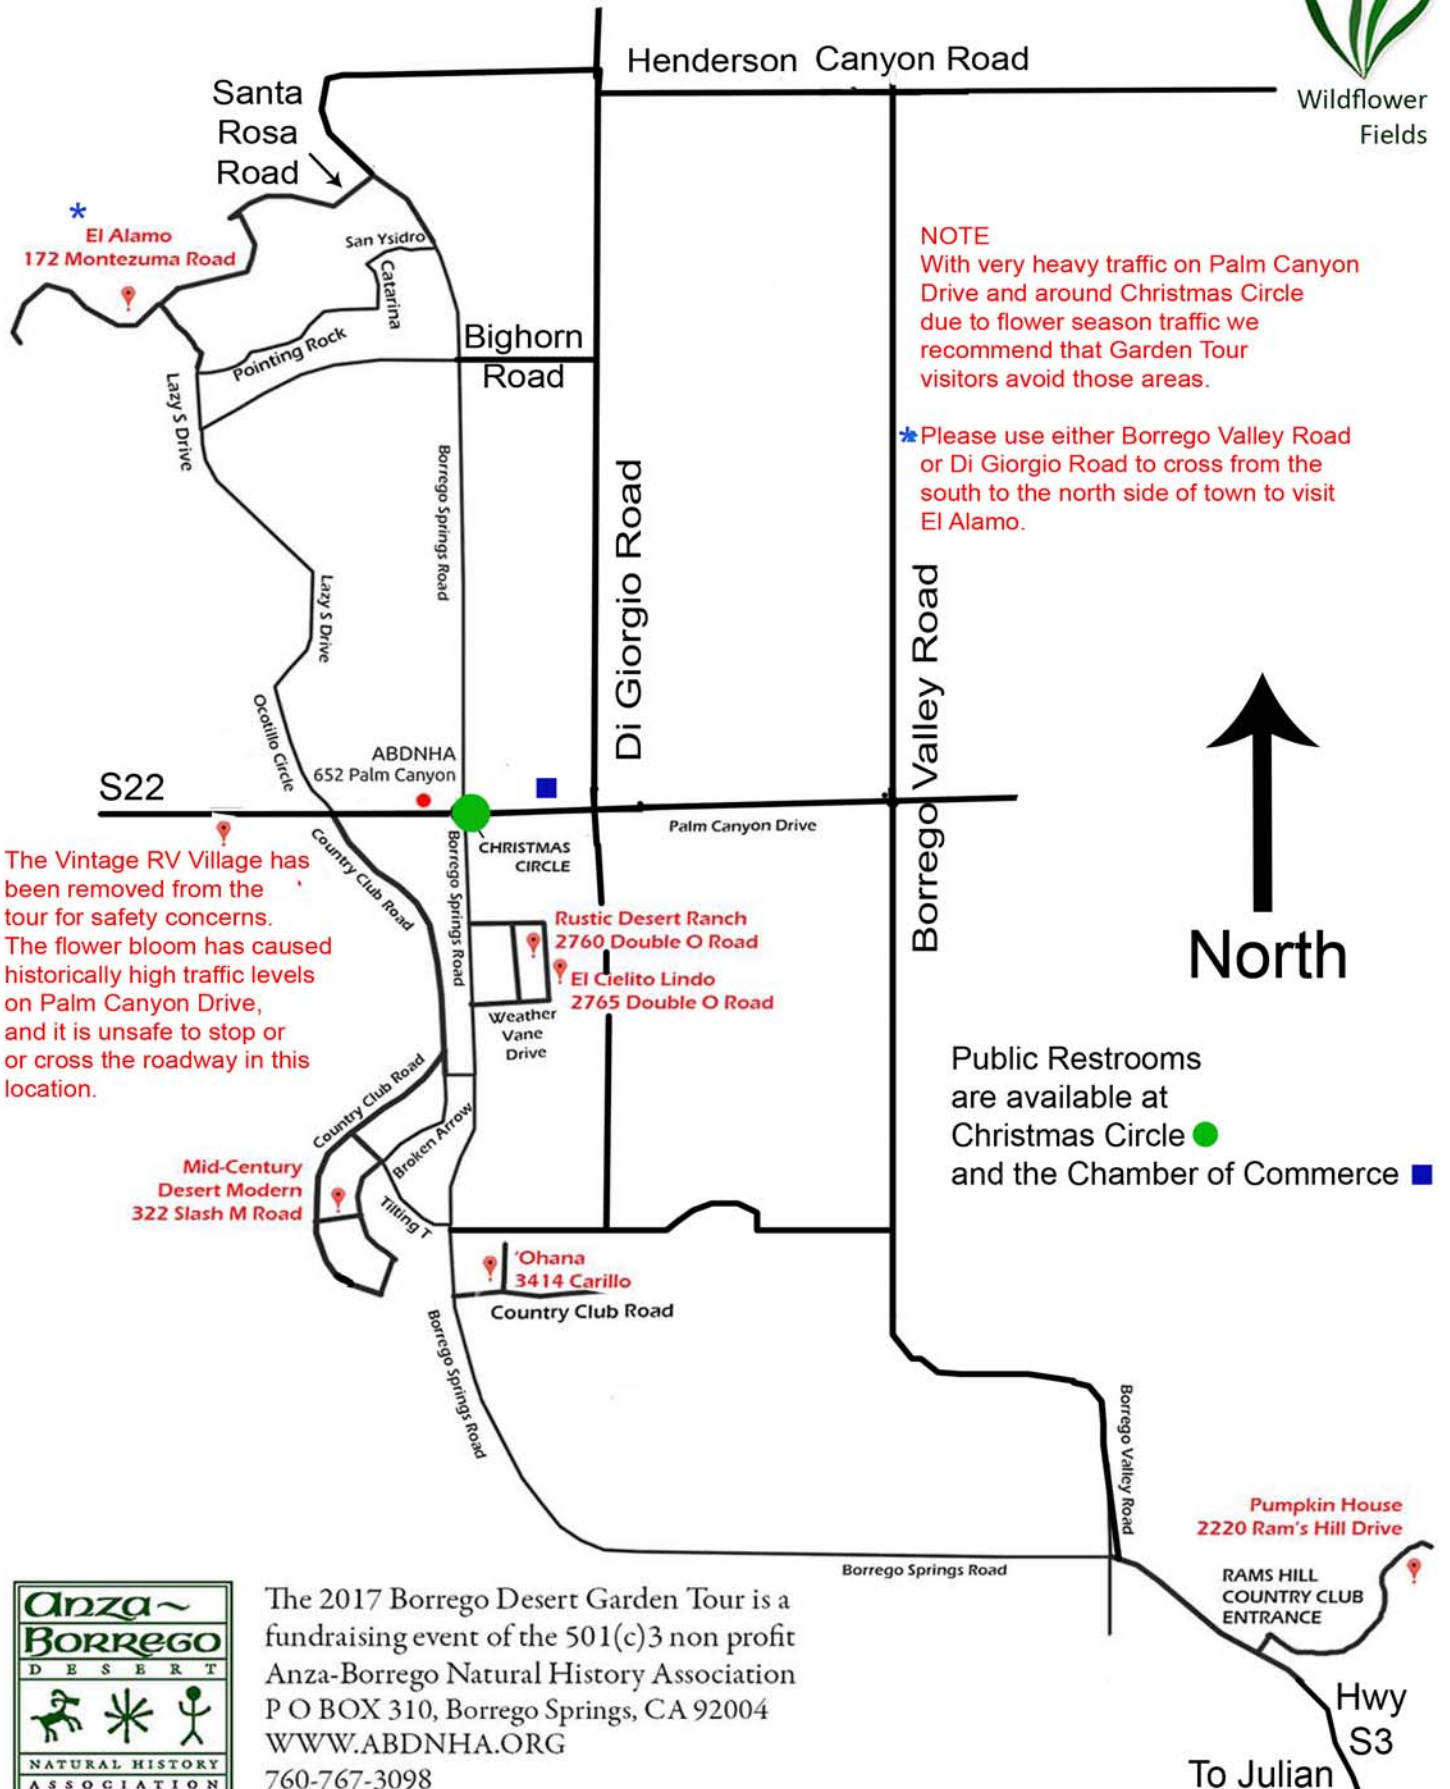 Henderson Canyon Road
Wildflower
Fields
Santa
Rosa
Road
*
El Alamo
172 Montezuma Road
San Ysidro
Catarina
Pointing Rock
Bighorn
Road
Lazy S Drive
Borrego Springs Road
Di Giorgio Road
Borrego Valley Road
NOTE
With very heavy traffic on Palm Canyon
Drive and around Christmas Circle
due to flower season traffic we
recommend that Garden Tour
visitors avoid those areas.
*Please use either Borrego Valley Road
or Di Giorgio Road to cross from the
south to the north side of town to visit
El Alamo.
Lazy S Drive
Ocotillo Circle
ABDNHA
652 Palm Canyon
S22
Palm Canyon Drive
CHRISTMAS
CIRCLE
The Vintage RV Village has
been removed from the
tour for safety concerns.
The flower bloom has caused
historically high traffic levels
on Palm Canyon Drive,
and it is unsafe to stop or
or cross the roadway in this
location.
Country Club Road
Borrego Springs Road
Rustic Desert Ranch
2760 Double O Road
El Cielito Lindo
2765 Double O Road
Weather
Vane
Drive
North
Public Restrooms
are available at
Christmas Circle
and the Chamber of Commerce
Country Club Road
Broken Arrow
Mid-Century
Desert Modern
322 Slash M Road
Tilting T
'Ohana
3414 Carillo
Country Club Road
Borrego Springs Road
Borrego Valley Road
Borrego Springs Road
Pumpkin House
2220 Ram's Hill Drive
RAMS HILL
COUNTRY CLUB
ENTRANCE
Hwy
S3
To Julian
Anza~
BORREGO
DESERT
NATURAL HISTORY
ASSOCIATION
The 2017 Borrego Desert Garden Tour is a
fundraising event of the 501(c)3 non profit
Anza-Borrego Natural History Association
P O BOX 310, Borrego Springs, CA 92004
WWW.ABDNHA.ORG
760-767-3098